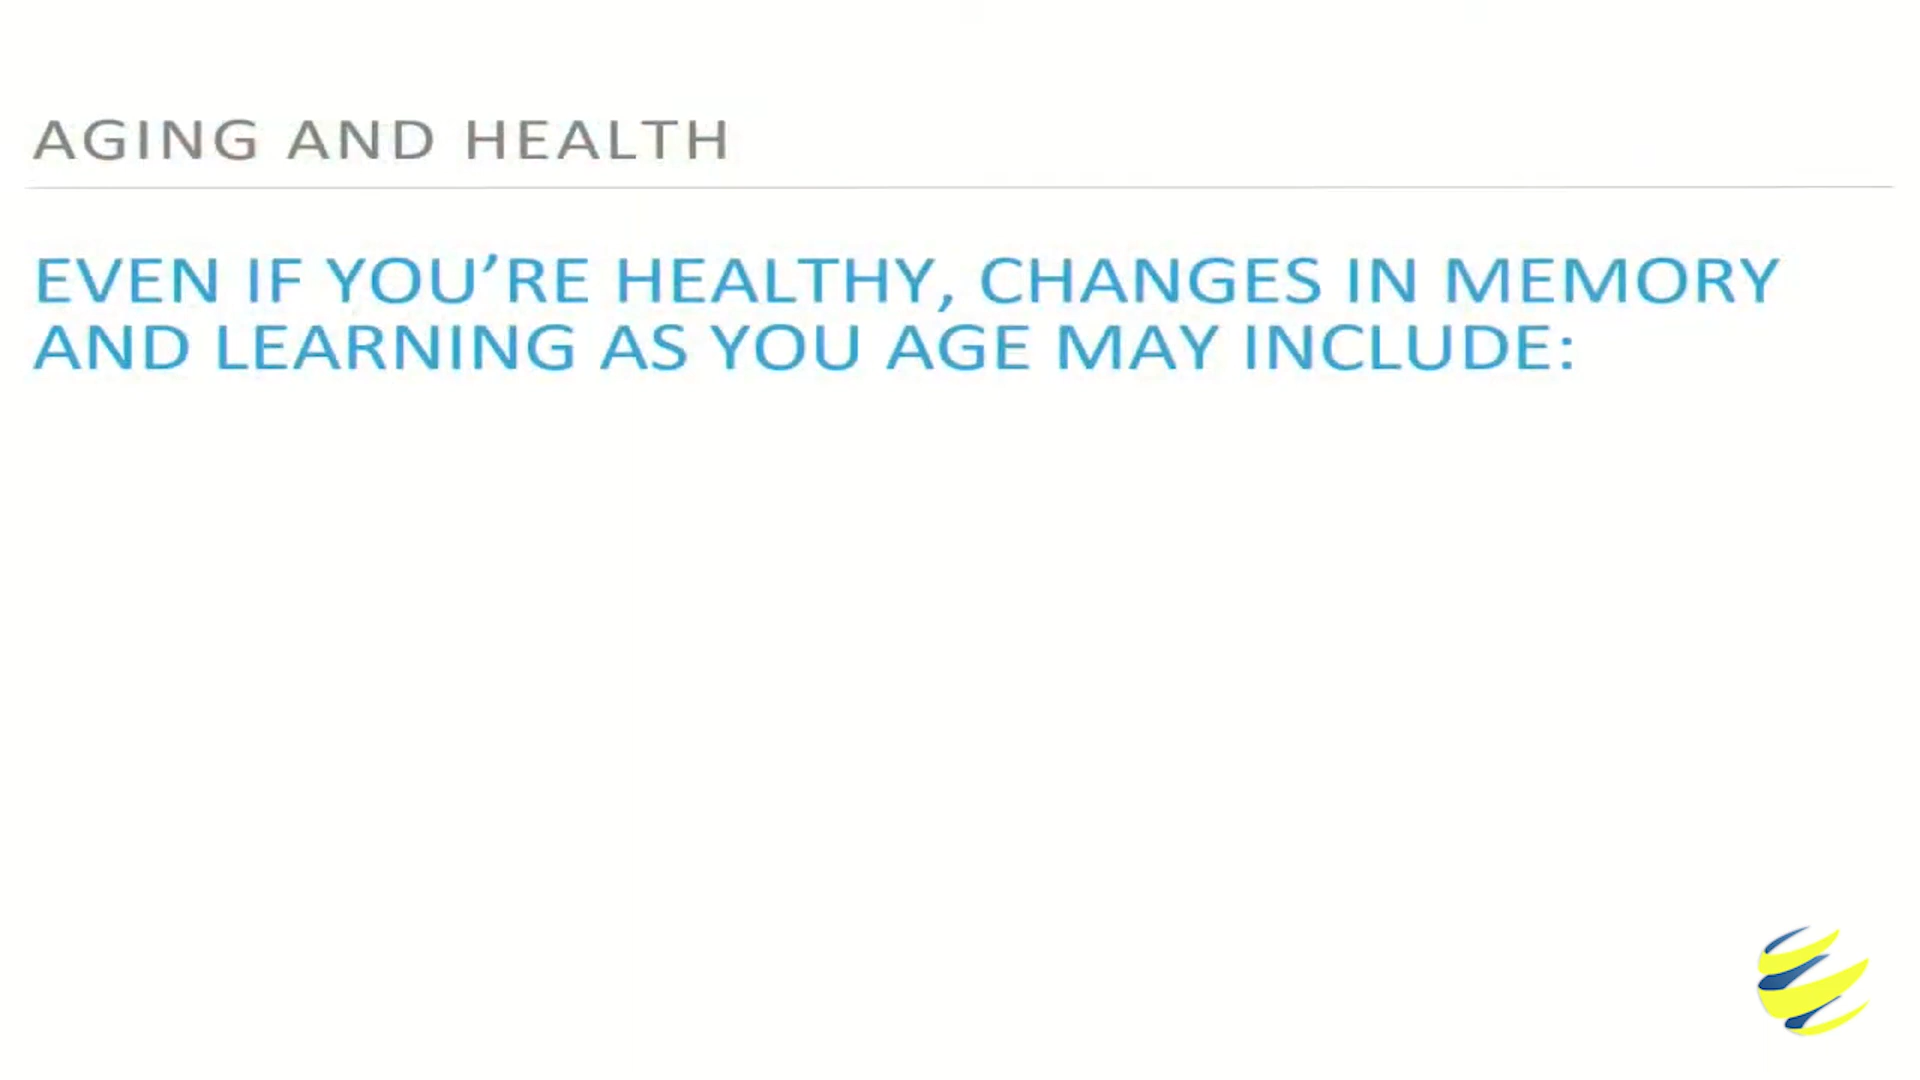 AGING AND HEALTH
EVEN IF YOU’RE HEALTHY, CHANGES IN MEMORY
AND LEARNING AS YOU AGE MAY INCLUDE: